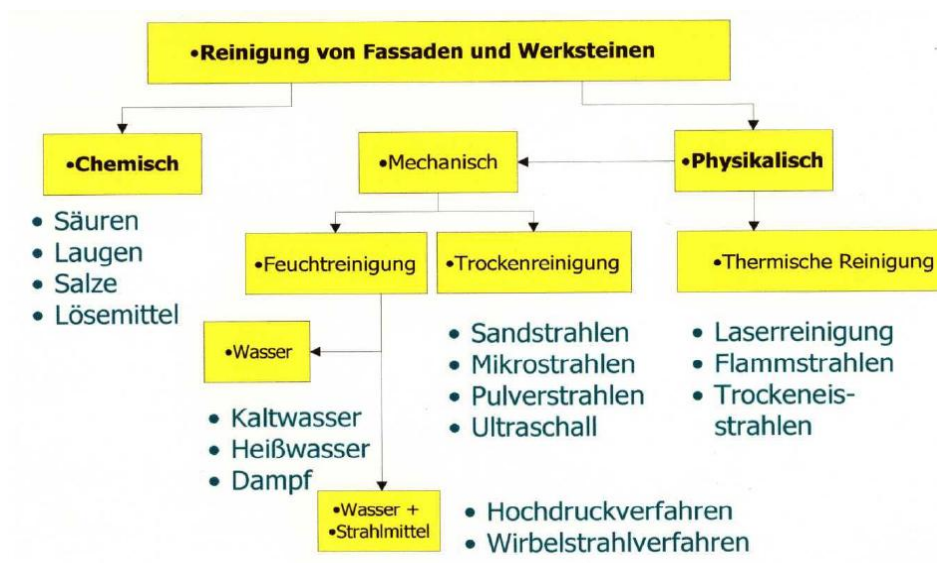 •Reinigung von Fassaden und Werksteinen
•Chemisch
•Mechanisch
•Physikalisch
• Säuren
• Laugen
• Salze
• Lösemittel
•Feuchtreinigung
•Trockenreinigung
•Thermische Reinigung
•Wasser
• Sandstrahlen
• Mikrostrahlen
• Pulverstrahlen
• Ultraschall
• Laserreinigung
• Flammstrahlen
• Trockeneis-
strahlen
• Kaltwasser
• Heißwasser
• Dampf
•Wasser +
•Strahlmittel
• Hochdruckverfahren
• Wirbelstrahlverfahren